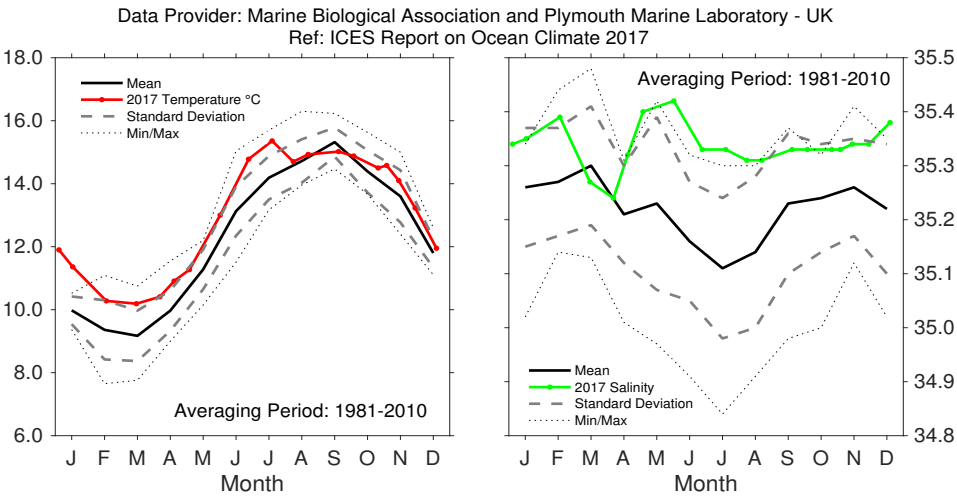 Data Provider: Marine Biological Association and Plymouth Marine Laboratory - UK
Ref: ICES Report on Ocean Climate 2017
18.0
16.0
14.0
12.0
10.0
8.0
6.0
Mean
2017 Temperature °C
Standard Deviation
Min/Max
Averaging Period: 1981-2010
J F M A M J J A S O N D
Month
Averaging Period: 1981-2010
35.5
35.4
35.3
35.2
35.1
35.0
34.9
34.8
Mean
2017 Salinity
Standard Deviation
Min/Max
J F M A M J J A S O N D
Month